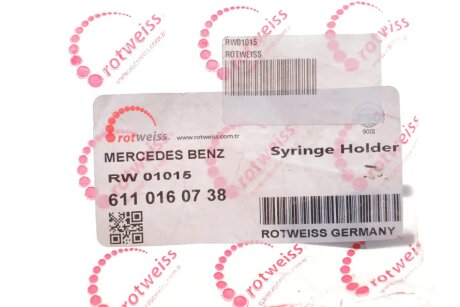 rotweiss
rotweiss
rotweiss
RW01015
ROTWEISS
rotweiss
www.rotweiss.com.tr
9001
MERCEDES BENZ
Syringe Holder
RW 01015
611 016 07 38
ROTWEISS GERMANY
rotweiss
rotweiss
rotweiss